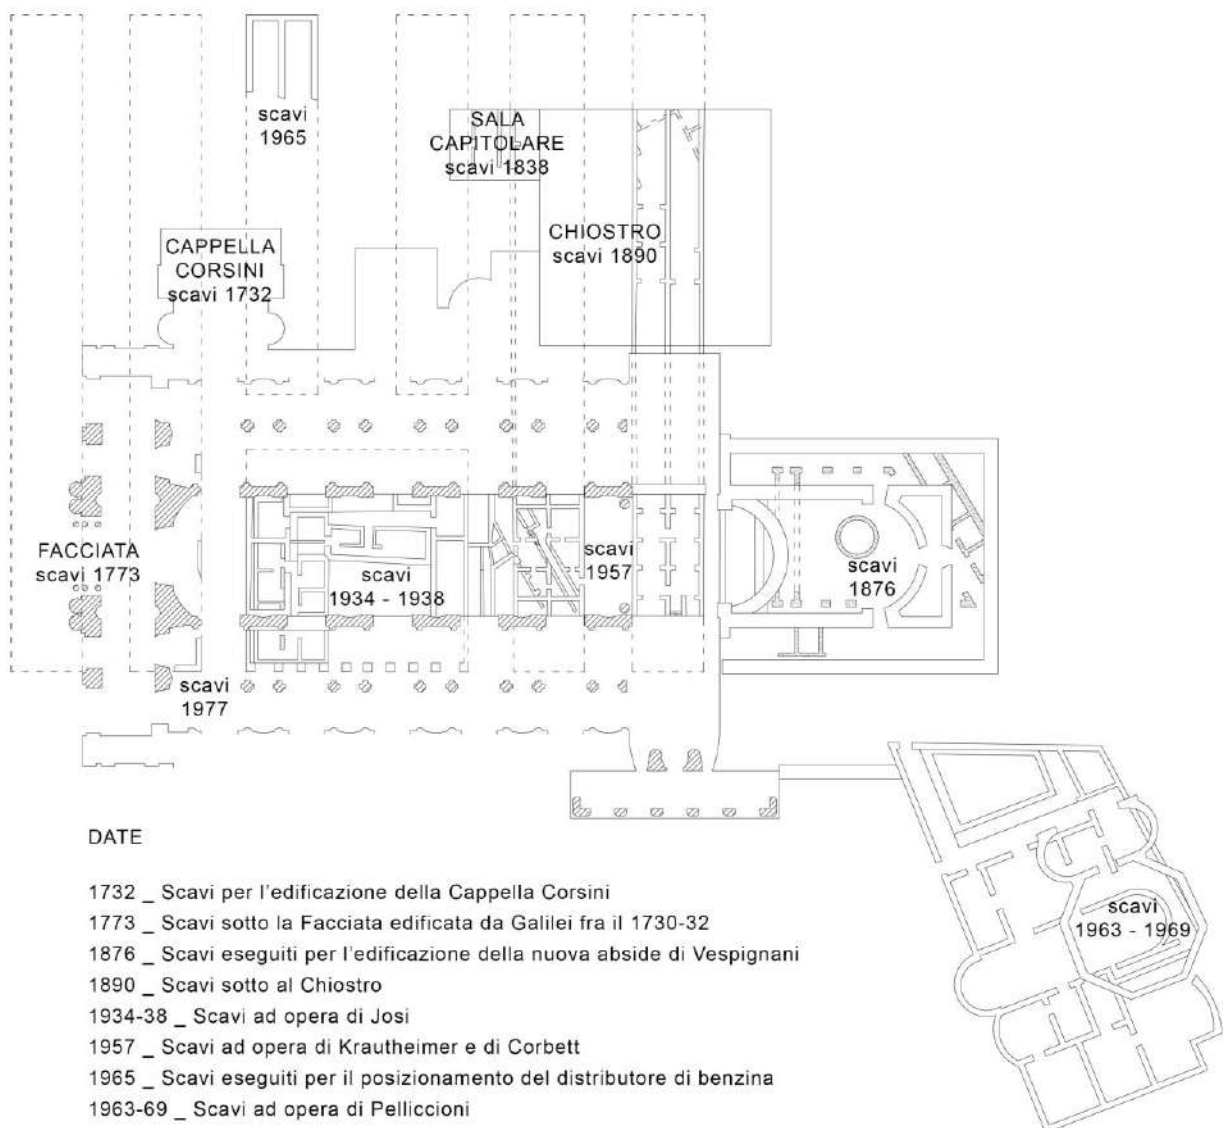 scavi
1965
SALA
CAPITOLARE
scavi 1838
CAPPELLA
CORSINI
scavi 1732
CHIOSTRO
scavi 1890
FACCIATA
scavi 1773
scavi
1934 - 1938
scavi
1957
scavi
1876
scavi
1977
scavi
1963 - 1969
DATE
1732 _ Scavi per l'edificazione della Cappella Corsini
1773 _ Scavi sotto la Facciata edificata da Galilei fra il 1730-32
1876 _ Scavi eseguiti per l'edificazione della nuova abside di Vespignani
1890 _ Scavi sotto al Chiostro
1934-38 _ Scavi ad opera di Josi
1957 _ Scavi ad opera di Krautheimer e di Corbett
1965 _ Scavi eseguiti per il posizionamento del distributore di benzina
1963-69 _ Scavi ad opera di Pelliccioni